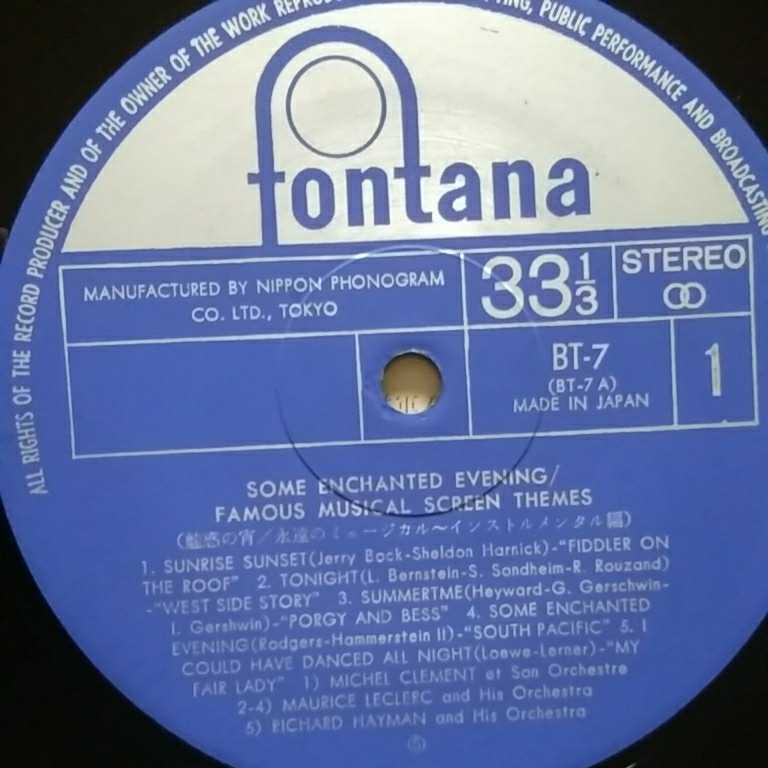 ALL RIGHTS OF THE RECORD PRODUCER AND OF THE OWNER OF THE WORK PUBLIC PERFORMANCE AND BROADCASTING
fontana
MANUFACTURED BY NIPPON PHONOGRAM
CO. LTD., TOKYO
33 1/3
STEREO
BT-7
(BT-7 A)
MADE IN JAPAN
1
SOME ENCHANTED EVENING/
FAMOUS MUSICAL SCREEN THEMES
(魅惑の宵/永遠のミュージカル〜インストルメンタル編)
1. SUNRISE SUNSET(Jerry Bock-Sheldon Harnick)-"FIDDLER ON
THE ROOF" 2. TONIGHT(L. Bernstein-S. Sondheim-R. Rouzand)
-"WEST SIDE STORY" 3. SUMMERTME(Heyward-G. Gerschwin-
I. Gershwin)-"PORGY AND BESS" 4. SOME ENCHANTED
EVENING(Rodgers-Hammerstein II)-"SOUTH PACIFIC" 5. I
COULD HAVE DANCED ALL NIGHT(Loewe-Lerner)-"MY
FAIR LADY" 1) MICHEL CLEMENT et Son Orchestre
2-4) MAURICE LECLERC and His Orchestra
5) RICHARD HAYMAN and His Orchestra